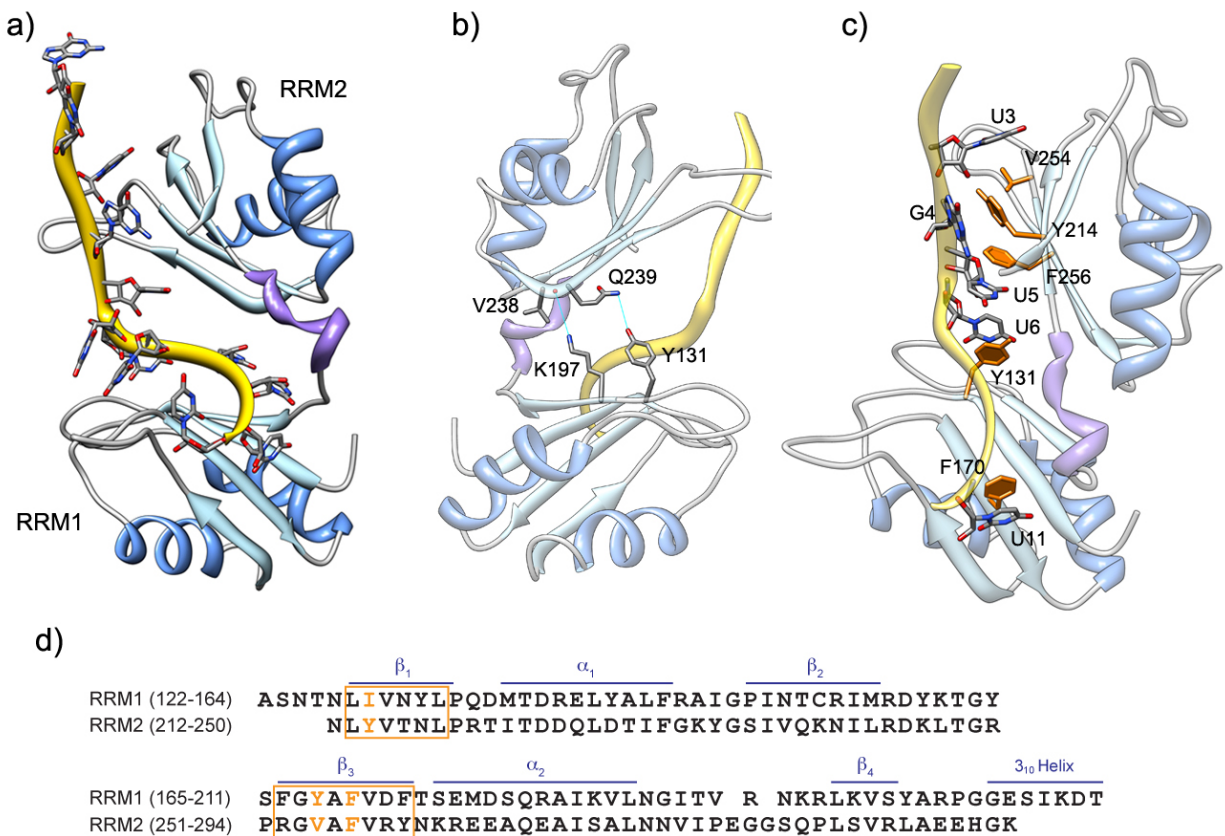 a)
RRM2
RRM1
b)
Q239
V238
K197
Y131
c)
U3
V254
G4
Y214
F256
U5
U6
Y131
F170
U11
d)
β1 α1 β2
RRM1 (122-164) ASNTNLIVNYLPQDMTDRELYALFRAIGPINTCRIMRDYKTGY
RRM2 (212-250) NLYVTNLPRTITDDQLDTIFGKYGSIVQKNILRDKLTGR
β3 α2 β4 310 Helix
RRM1 (165-211) SFGYAFVDFTSEMDSQRAIKVLNGITV R NKRLKVSYARPGGESIKDT
RRM2 (251-294) PRGVAFVRYNKREEAQEAISALNNVIPEGGSQPLSVRLAEEHGK